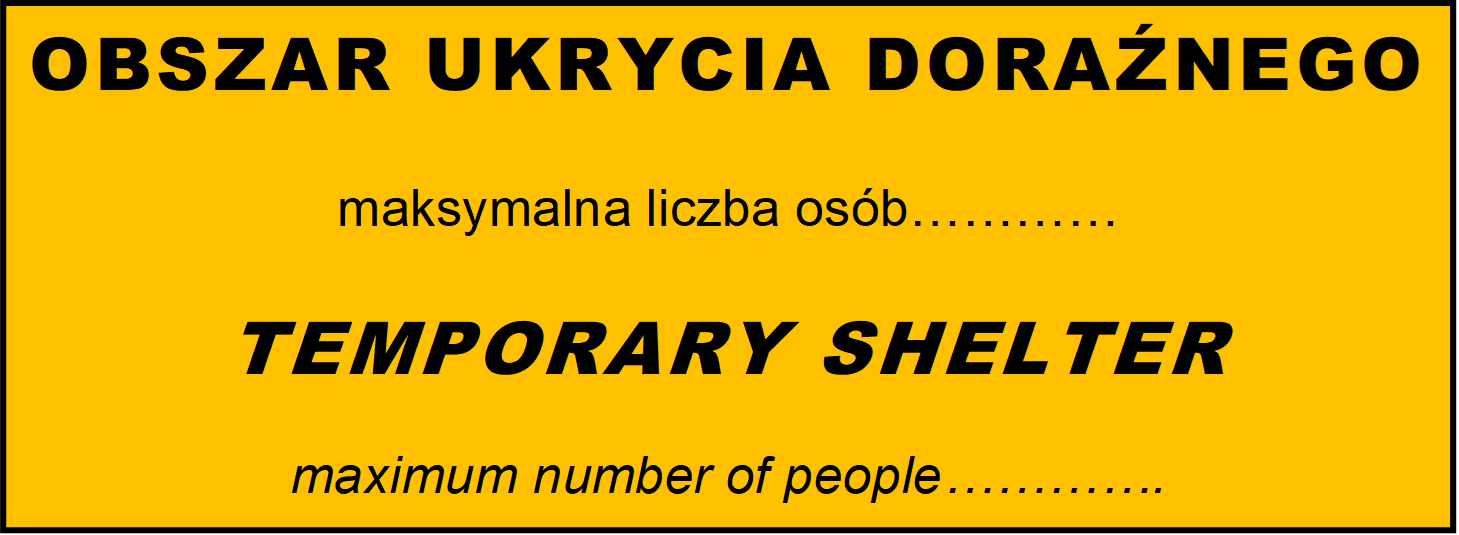 OBSZAR UKRYCIA DORAŹNEGO
maksymalna liczba osób…………
TEMPORARY SHELTER
maximum number of people………….